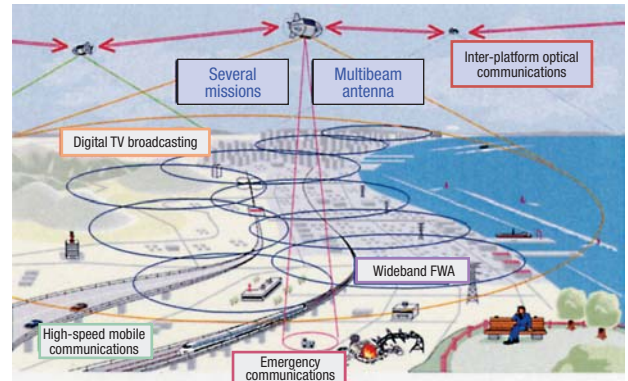 Several
missions
Multibeam
antenna
Inter-platform optical
communications
Digital TV broadcasting
Wideband FWA
High-speed mobile
communications
Emergency
communications